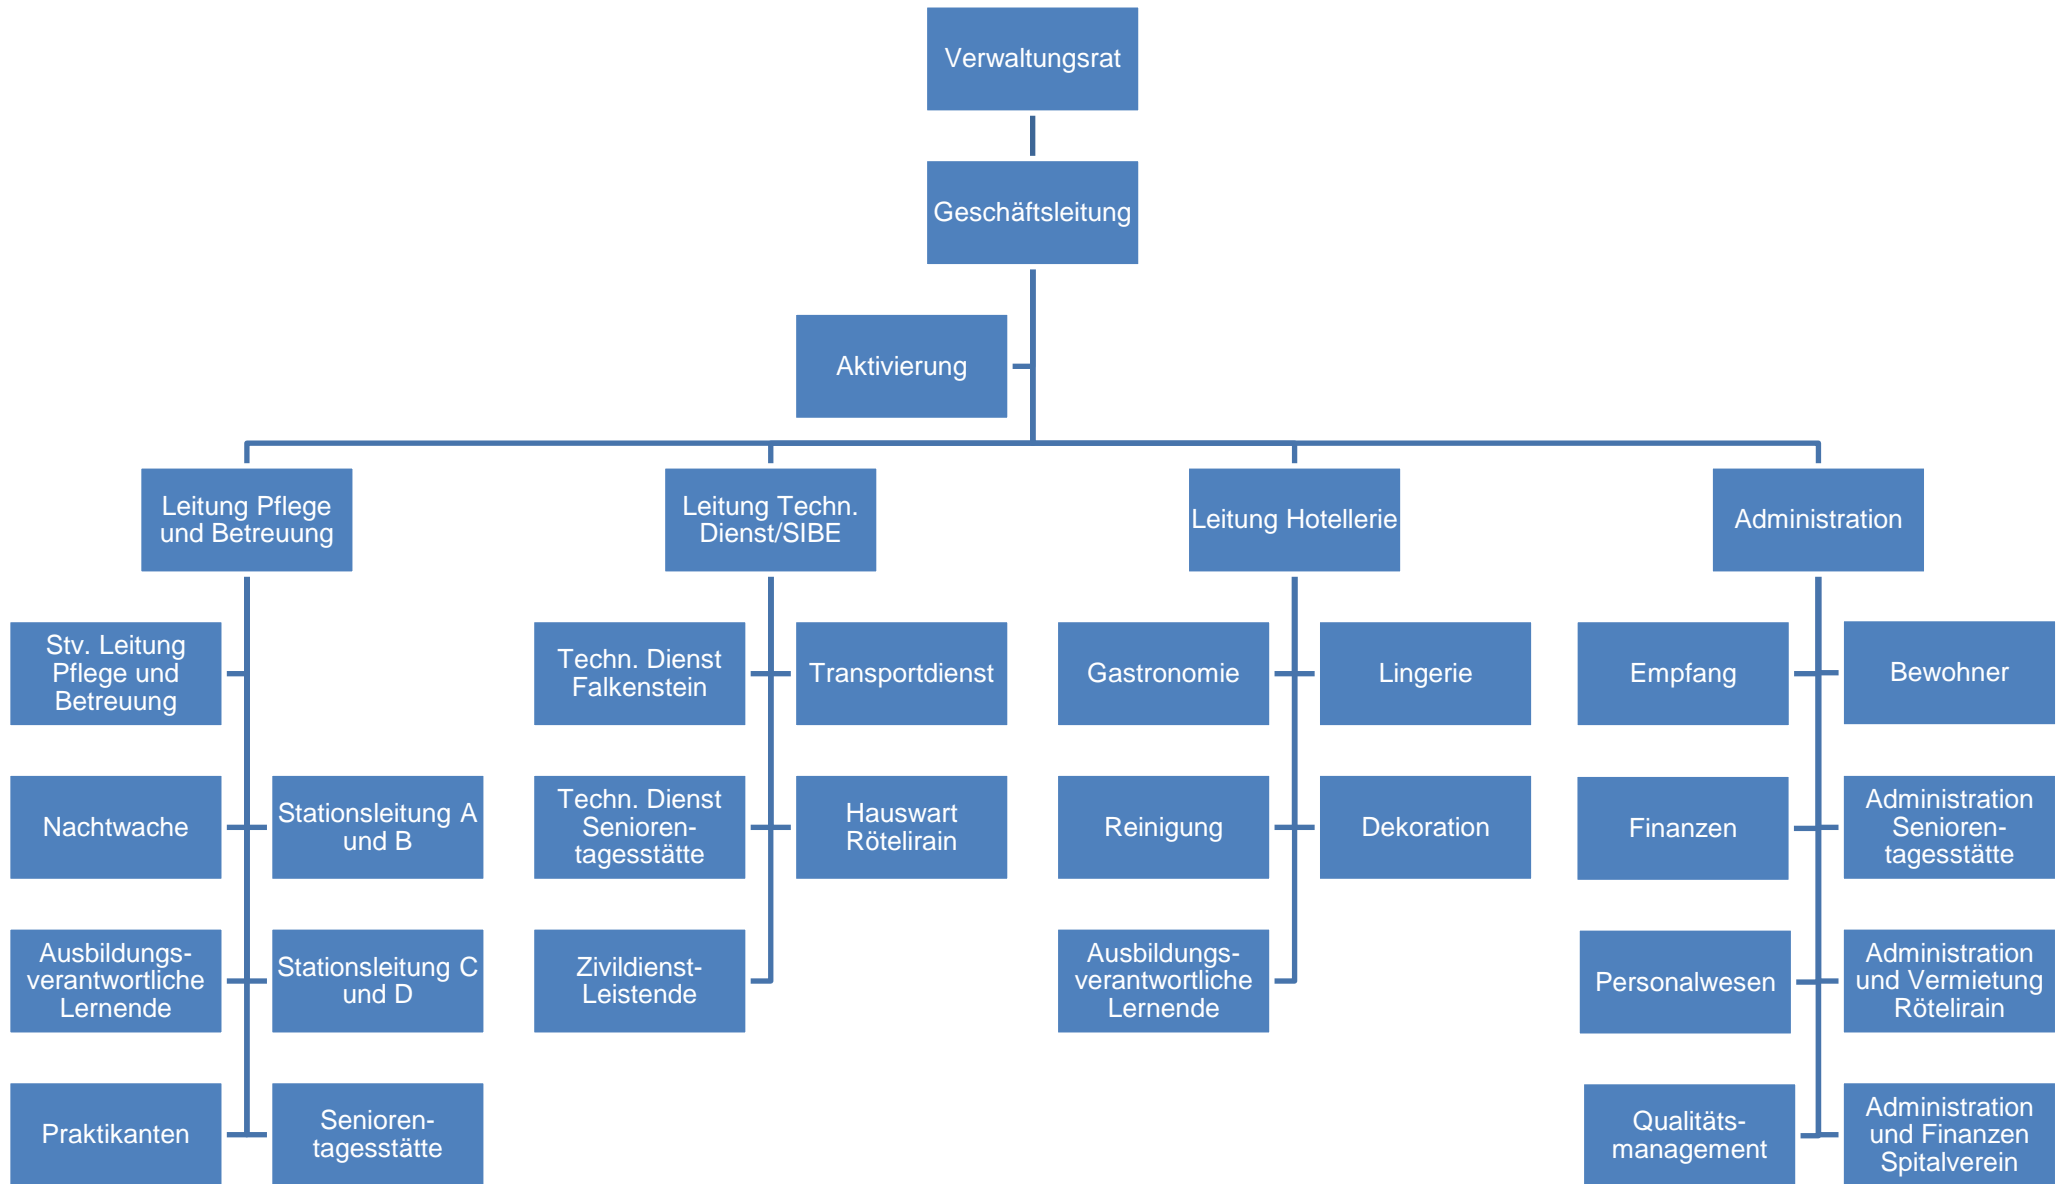 Verwaltungsrat
Geschäftsleitung
Aktivierung
Leitung Pflege
und Betreuung
Leitung Techn.
Dienst/SIBE
Leitung Hotellerie
Administration
Stv. Leitung
Pflege und
Betreuung
Nachtwache
Stationsleitung A
und B
Ausbildungs-
verantwortliche
Lernende
Stationsleitung C
und D
Praktikanten
Senioren-
tagesstätte
Techn. Dienst
Falkenstein
Transportdienst
Techn. Dienst
Senioren-
tagesstätte
Hauswart
Rötelirain
Zivildienst-
Leistende
Gastronomie
Lingerie
Reinigung
Dekoration
Ausbildungs-
verantwortliche
Lernende
Empfang
Bewohner
Finanzen
Administration
Senioren-
tagesstätte
Personalwesen
Administration
und Vermietung
Rötelirain
Qualitäts-
management
Administration
und Finanzen
Spitalverein